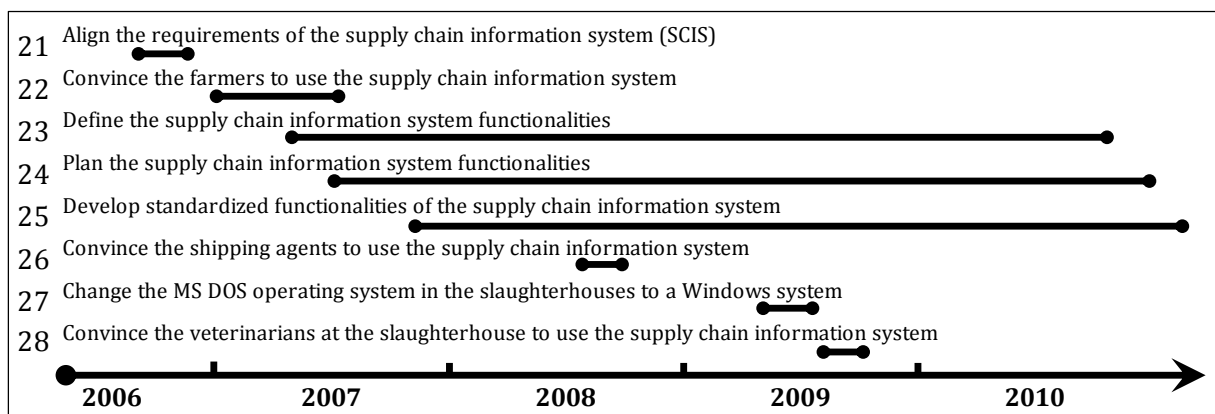 21 Align the requirements of the supply chain information system (SCIS)
22 Convince the farmers to use the supply chain information system
23 Define the supply chain information system functionalities
24 Plan the supply chain information system functionalities
25 Develop standardized functionalities of the supply chain information system
26 Convince the shipping agents to use the supply chain information system
27 Change the MS DOS operating system in the slaughterhouses to a Windows system
28 Convince the veterinarians at the slaughterhouse to use the supply chain information system
2006 2007 2008 2009 2010